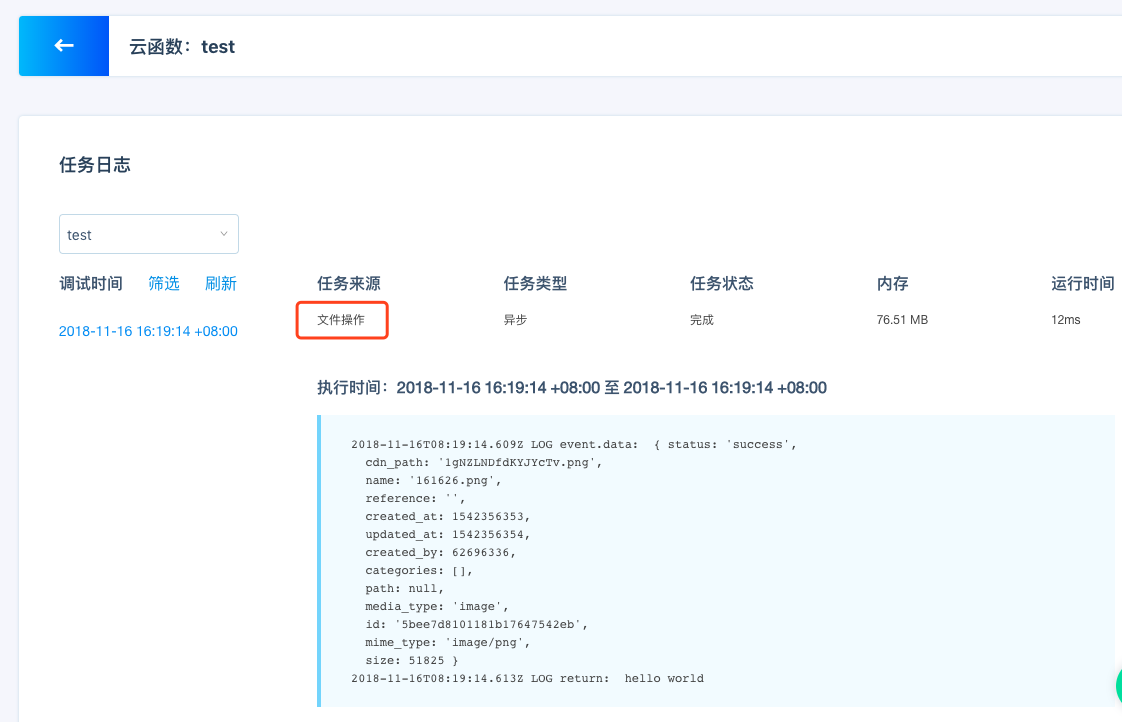 云函数：test
任务日志
test
调试时间 筛选 刷新 任务来源 任务类型 任务状态 内存 运行时间
文件操作 异步 完成 76.51 MB 12ms
2018-11-16 16:19:14 +08:00
执行时间：2018-11-16 16:19:14 +08:00 至 2018-11-16 16:19:14 +08:00
2018-11-16T08:19:14.609Z LOG event.data:  { status: 'success',
cdn_path: '1gNZLNDfdKYJYcTv.png',
name: '161626.png',
reference: '',
created_at: 1542356353,
updated_at: 1542356354,
created_by: 62696336,
categories: [],
path: null,
media_type: 'image',
id: '5bee7d8101181b17647542eb',
mime_type: 'image/png',
size: 51825 }
2018-11-16T08:19:14.613Z LOG return:  hello world